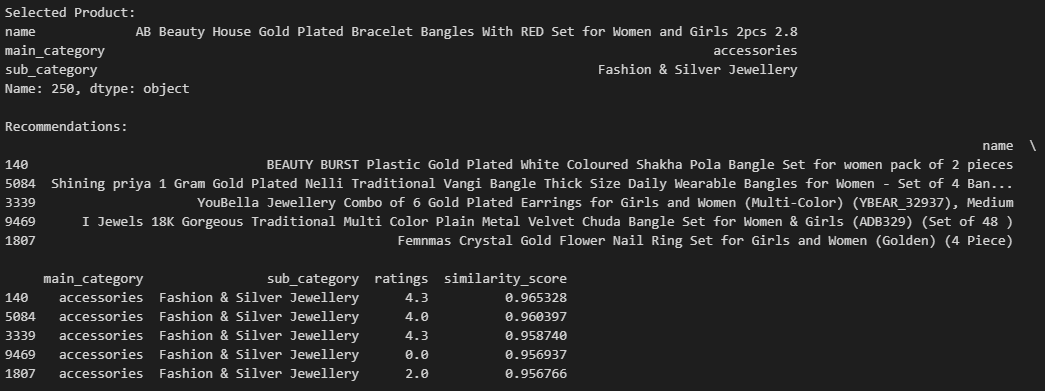 Selected Product:
name AB Beauty House Gold Plated Bracelet Bangles With RED Set for Women and Girls 2pcs 2.8
main_category accessories
sub_category Fashion & Silver Jewellery
Name: 250, dtype: object
Recommendations:
name \
140 BEAUTY BURST Plastic Gold Plated White Coloured Shakha Pola Bangle Set for women pack of 2 pieces
5084 Shining priya 1 Gram Gold Plated Nelli Traditional Vangi Bangle Thick Size Daily Wearable Bangles for Women - Set of 4 Ban...
3339 YouBella Jewellery Combo of 6 Gold Plated Earrings for Girls and Women (Multi-Color) (YBEAR_32937), Medium
9469 I Jewels 18K Gorgeous Traditional Multi Color Plain Metal Velvet Chuda Bangle Set for Women & Girls (ADB329) (Set of 48 )
1807 Femnmas Crystal Gold Flower Nail Ring Set for Girls and Women (Golden) (4 Piece)
main_category sub_category ratings similarity_score
140 accessories Fashion & Silver Jewellery 4.3 0.965328
5084 accessories Fashion & Silver Jewellery 4.0 0.960397
3339 accessories Fashion & Silver Jewellery 4.3 0.958740
9469 accessories Fashion & Silver Jewellery 0.0 0.956937
1807 accessories Fashion & Silver Jewellery 2.0 0.956766